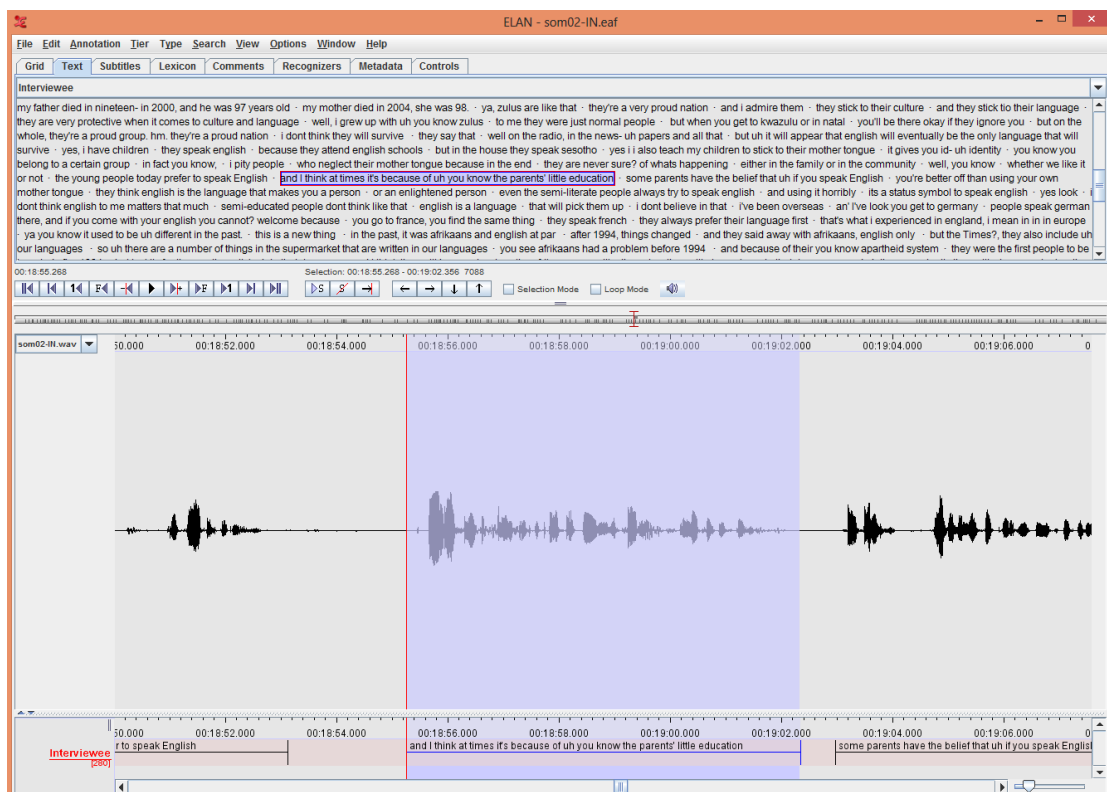 ELAN - som02-IN.eaf
File Edit Annotation Tier Type Search View Options Window Help
Grid Text Subtitles Lexicon Comments Recognizers Metadata Controls
Interviewee
my father died in nineteen- in 2000, and he was 97 years old · my mother died in 2004, she was 98. · ya, zulus are like that · they're a very proud nation · and i admire them · they stick to their culture · and they stick tio their language ·
they are very protective when it comes to culture and language · well, i grew up with uh you know zulus · to me they were just normal people · but when you get to kwazulu or in natal · you'll be there okay if they ignore you · but on the
whole, they're a proud group. hm. they're a proud nation · i dont think they will survive · they say that · well on the radio, in the news- uh papers and all that · but uh it will appear that english will eventually be the only language that will
survive · yes, i have children · they speak english · because they attend english schools · but in the house they speak sesotho · yes i i also teach my children to stick to their mother tongue · it gives you id- uh identity · you know you
belong to a certain group · in fact you know, · i pity people · who neglect their mother tongue because in the end · they are never sure? of whats happening · either in the family or in the community · well, you know · whether we like it
or not · the young people today prefer to speak English · and I think at times it's because of uh you know the parents' little education · some parents have the belief that uh if you speak English · you're better off than using your own
mother tongue · they think english is the language that makes you a person · or an enlightened person · even the semi-literate people always try to speak english · and using it horribly · its a status symbol to speak english · yes look · i
dont think english to me matters that much · semi-educated people dont think like that · english is a language · that will pick them up · i dont believe in that · i've been overseas · an' I've look you get to germany · people speak german
there, and if you come with your english you cannot? welcome because · you go to france, you find the same thing · they speak french · they always prefer their language first · that's what i experienced in england, i mean in in in europe
· ya you know it used to be uh different in the past. · this is a new thing · in the past, it was afrikaans and english at par · after 1994, things changed · and they said away with afrikaans, english only · but the Times?, they also include uh
our languages · so uh there are a number of things in the supermarket that are written in our languages · you see afrikaans had a problem before 1994 · and because of their you know apartheid system · they were the first people to be
00:18:55.268 Selection: 00:18:55.268 - 00:19:02.356 7088
1 F + F 1 S S Selection Mode Loop Mode
som02-IN.wav 50.000 00:18:52.000 00:18:54.000 00:18:56.000 00:18:58.000 00:19:00.000 00:19:02.000 00:19:04.000 00:19:06.000 0
50.000 00:18:52.000 00:18:54.000 00:18:56.000 00:18:58.000 00:19:00.000 00:19:02.000 00:19:04.000 00:19:06.000 0
Interviewee r to speak English and I think at times it's because of uh you know the parents' little education some parents have the belief that uh if you speak English
[280]